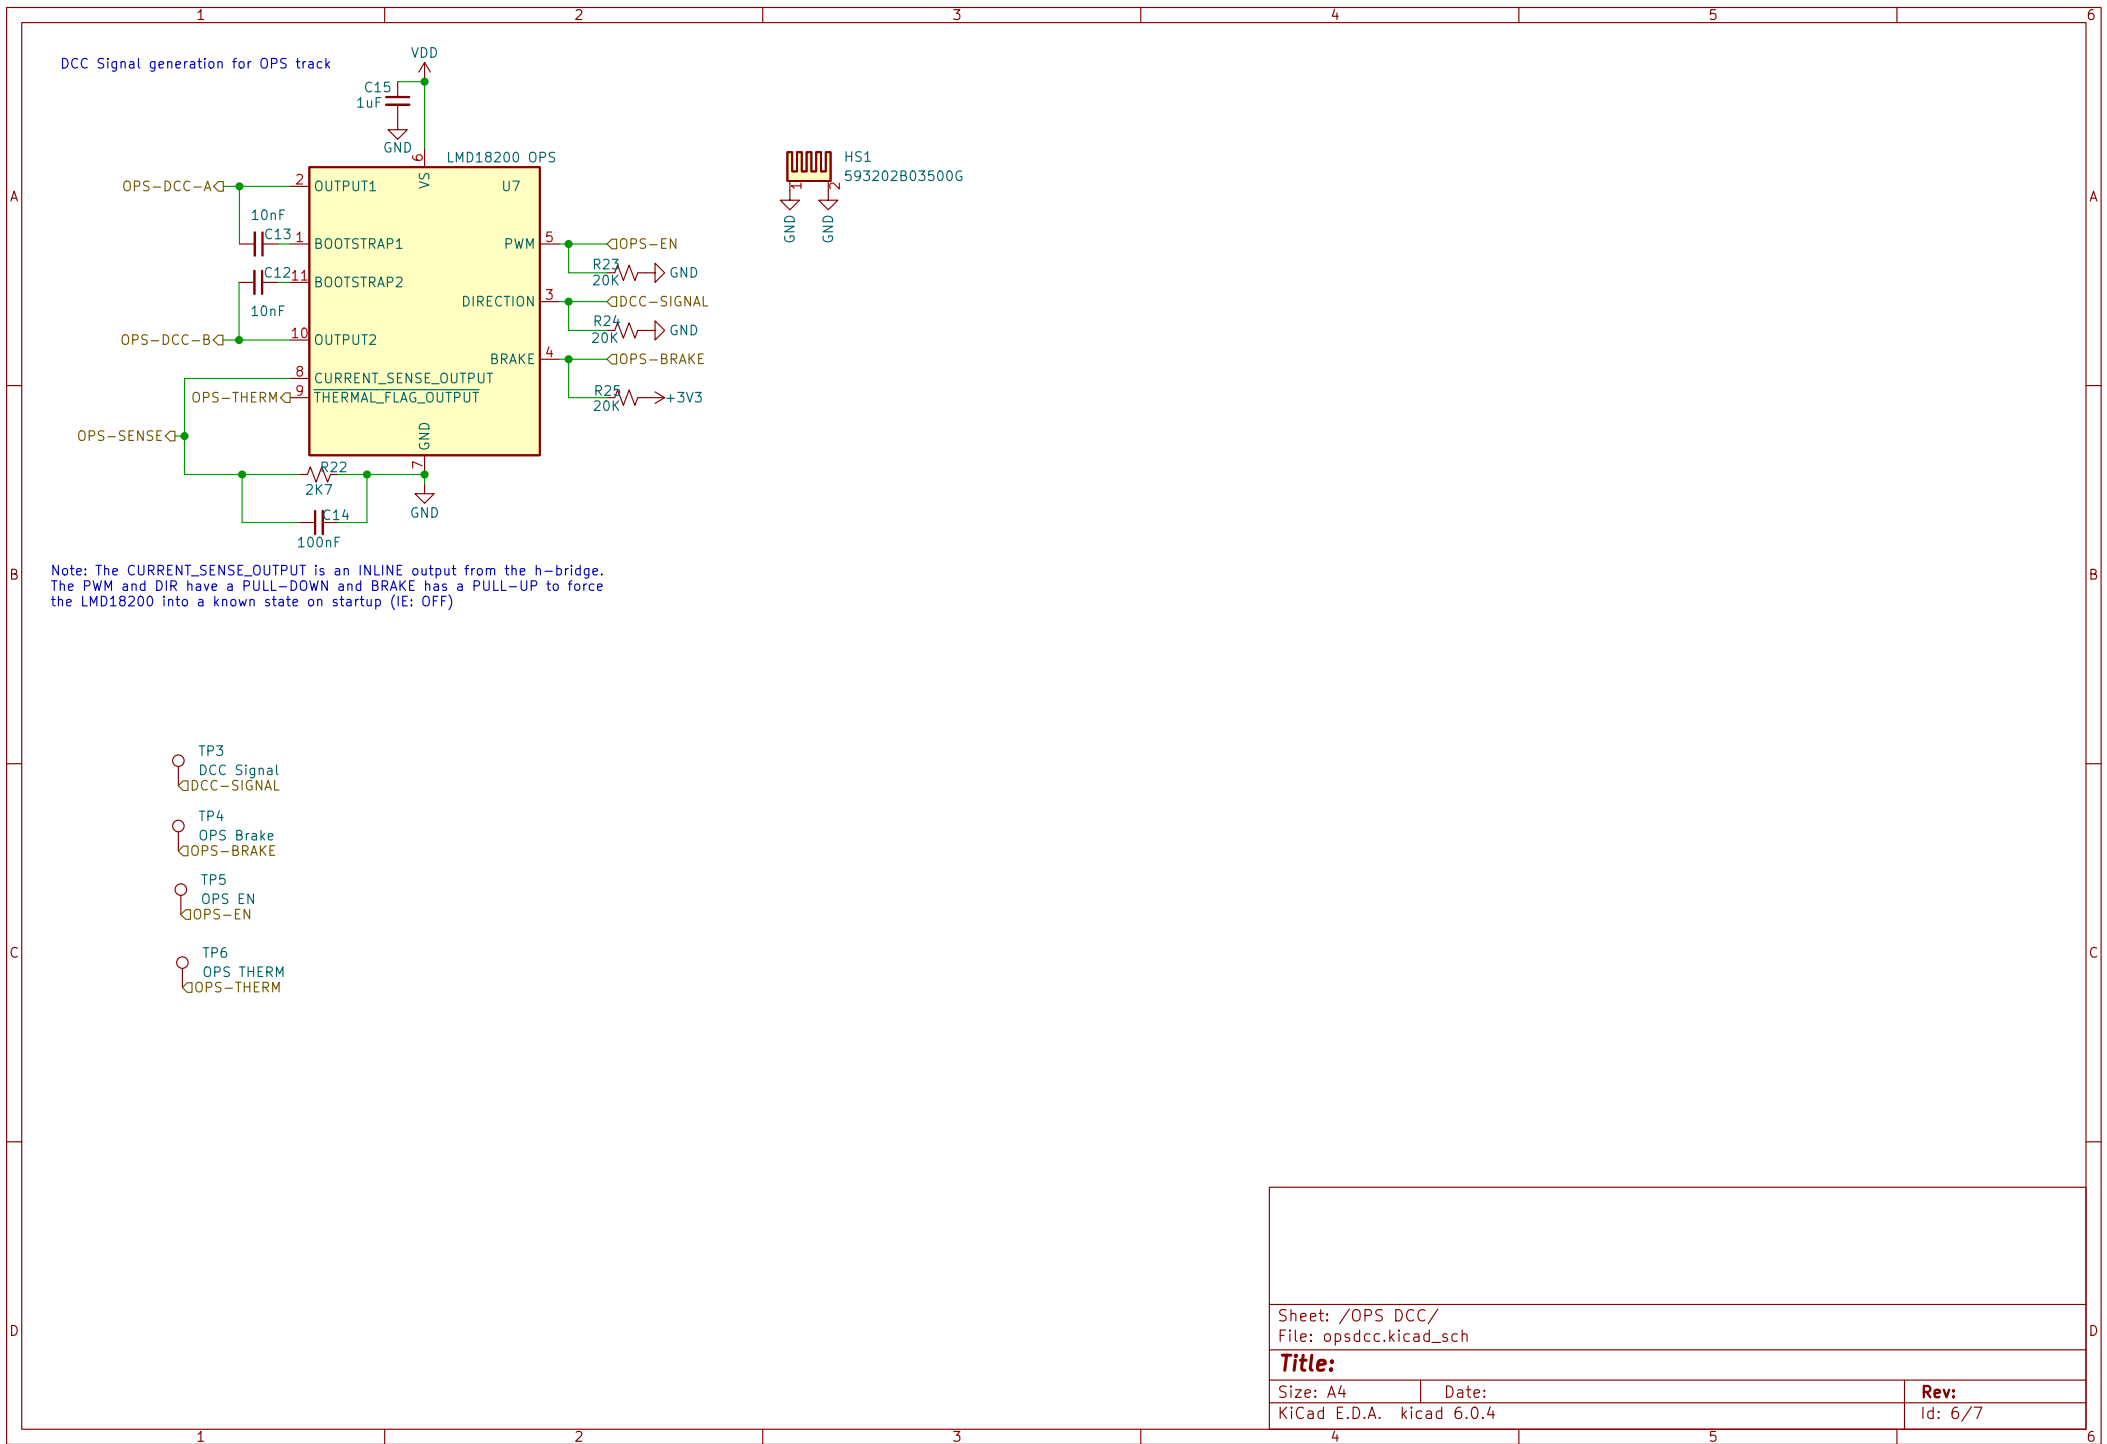 1 2 3 4 5 6
DCC Signal generation for OPS track
VDD
C15
1uF
GND
6
LMD18200 OPS
VS
U7
OPS-DCC-A
2
OUTPUT1
10nF
C13
1
BOOTSTRAP1
C12
11
BOOTSTRAP2
10nF
OPS-DCC-B
10
OUTPUT2
8
CURRENT_SENSE_OUTPUT
OPS-THERM
9
THERMAL_FLAG_OUTPUT
OPS-SENSE
GND
7
R22
2K7
GND
C14
100nF
PWM
5
OPS-EN
R23
20K
GND
DIRECTION
3
DCC-SIGNAL
R24
20K
GND
BRAKE
4
OPS-BRAKE
R25
20K
+3V3
HS1
593202B03500G
1
2
GND
GND
A
A
Note: The CURRENT_SENSE_OUTPUT is an INLINE output from the h-bridge.
The PWM and DIR have a PULL-DOWN and BRAKE has a PULL-UP to force
the LMD18200 into a known state on startup (IE: OFF)
B
B
TP3
DCC Signal
DCC-SIGNAL
TP4
OPS Brake
OPS-BRAKE
TP5
OPS EN
OPS-EN
TP6
OPS THERM
OPS-THERM
C
C
Sheet: /OPS DCC/
File: opsdcc.kicad_sch
Title:
Size: A4
Date:
Rev:
KiCad E.D.A. kicad 6.0.4
Id: 6/7
D
D
1 2 3 4 5 6